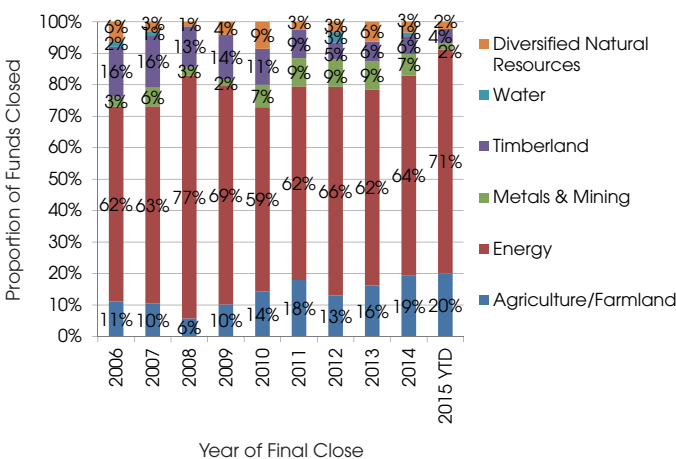 Proportion of Funds Closed
100%
90%
80%
70%
60%
50%
40%
30%
20%
10%
0%
6% 3% 1% 4% 9% 3% 3% 6% 3% 2%
2% 3%
16% 16% 13% 14% 11% 9% 5% 6% 6% 4%
3% 6% 3% 2% 7% 9% 9% 9% 7% 2%
62% 63% 77% 69% 59% 62% 66% 62% 64% 71%
11% 10% 6% 10% 14% 18% 13% 16% 19% 20%
2006
2007
2008
2009
2010
2011
2012
2013
2014
2015 YTD
Year of Final Close
Diversified Natural
Resources
Water
Timberland
Metals & Mining
Energy
Agriculture/Farmland